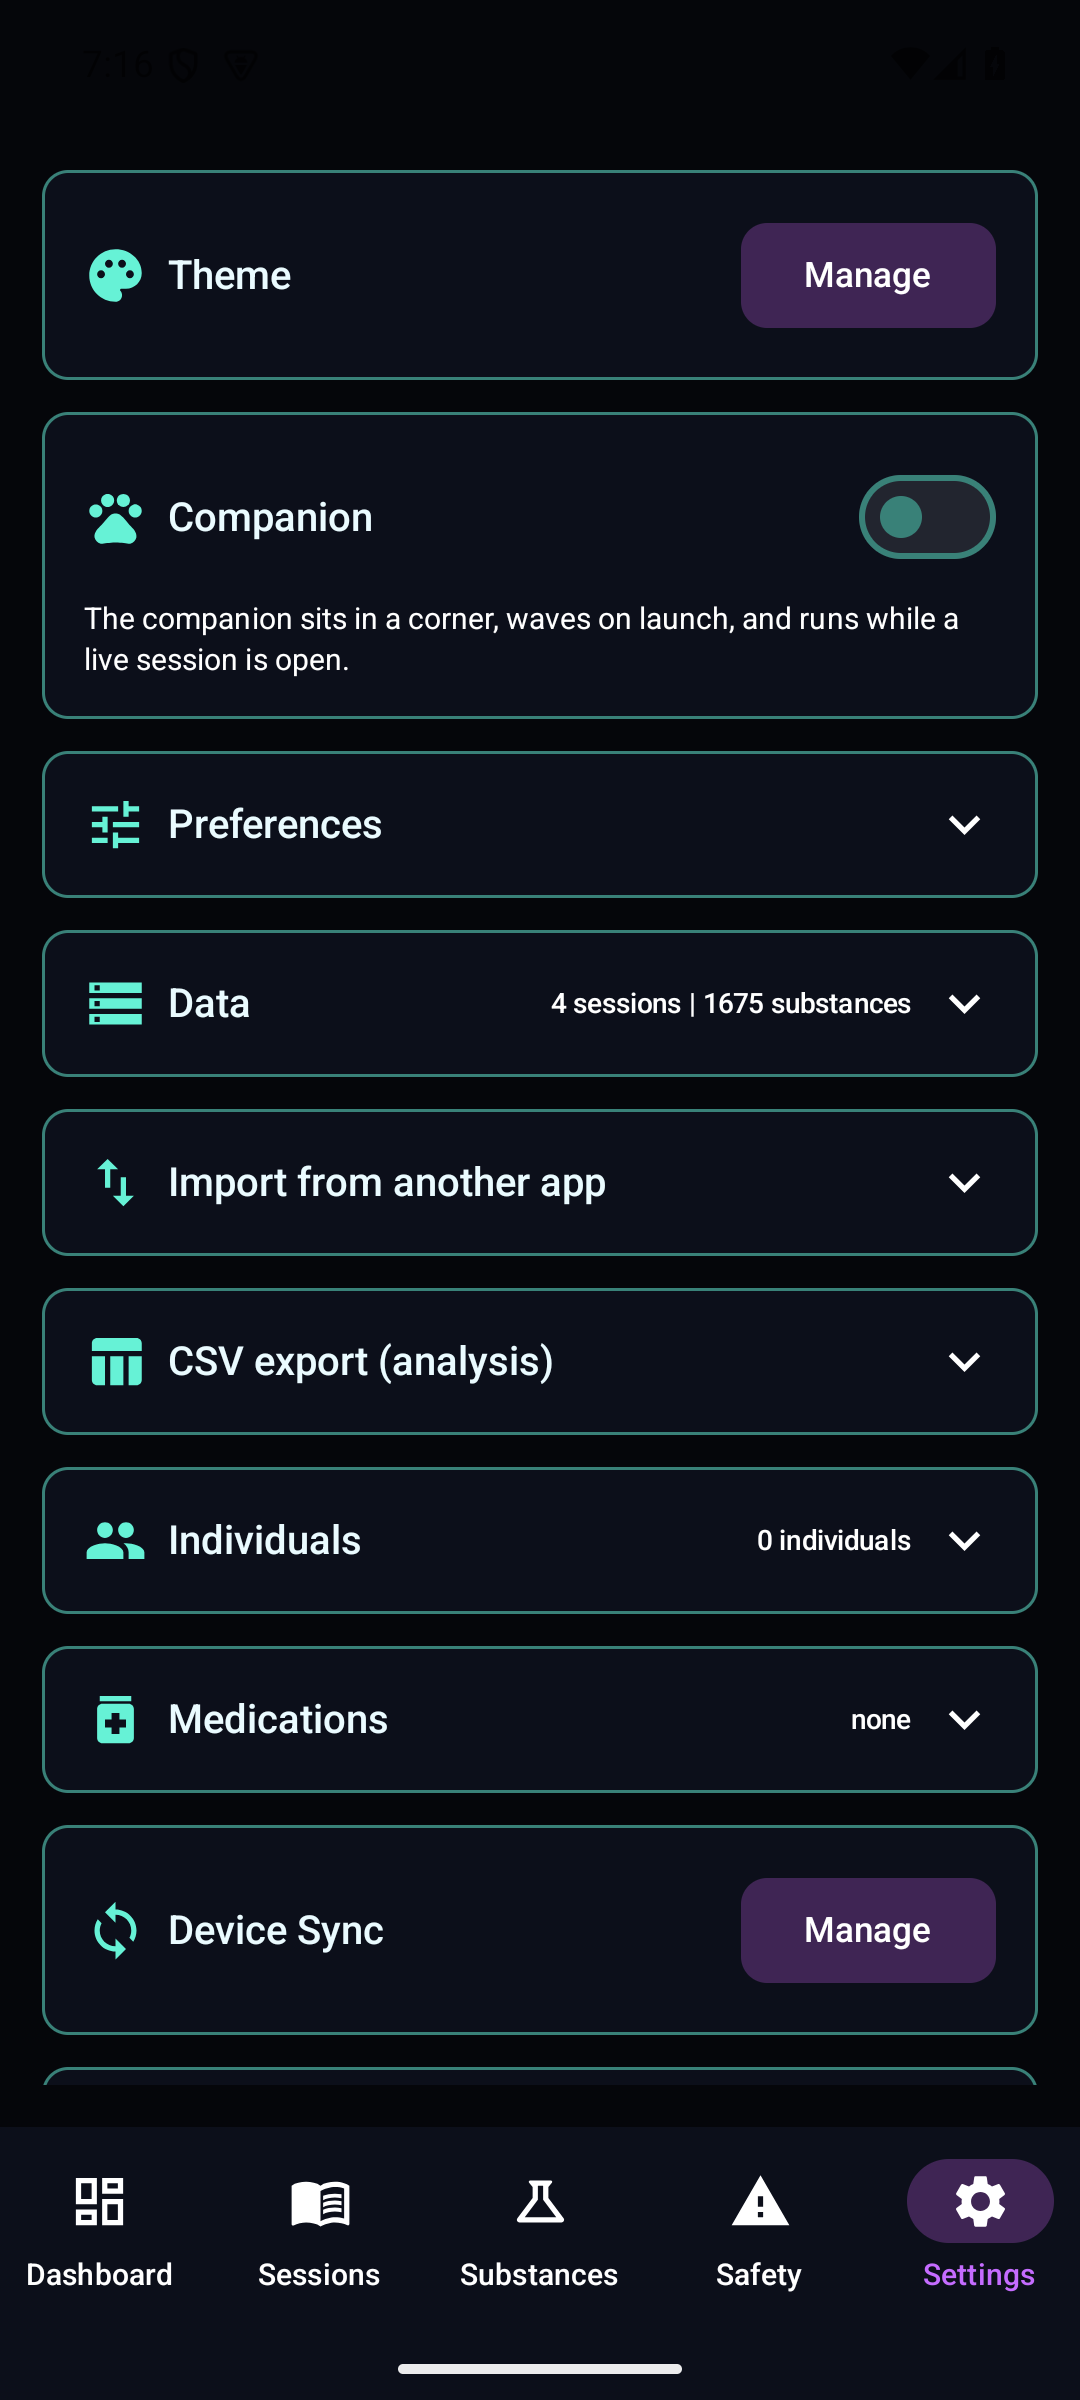 7:16
Theme
Manage
Companion
The companion sits in a corner, waves on launch, and runs while a
live session is open.
Preferences
Data
4 sessions | 1675 substances
Import from another app
CSV export (analysis)
Individuals
0 individuals
Medications
none
Device Sync
Manage
Dashboard
Sessions
Substances
Safety
Settings